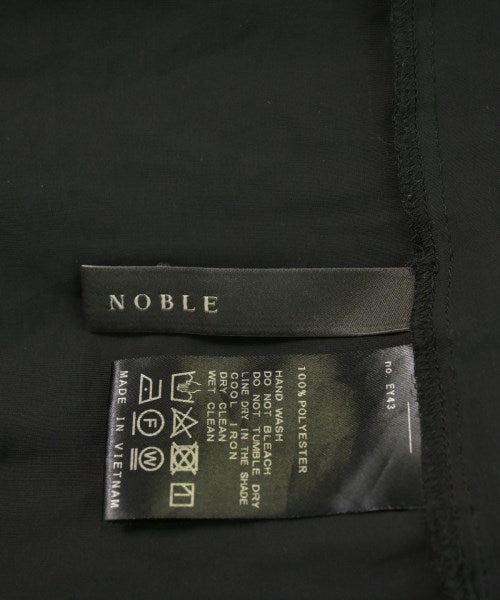 NOBLE
no. EY43
100% POLYESTER
HAND WASH
DO NOT BLEACH
DO NOT TUMBLE DRY
LINE DRY IN THE SHADE
COOL IRON
DRY CLEAN
WET CLEAN
F W
MADE IN VIETNAM